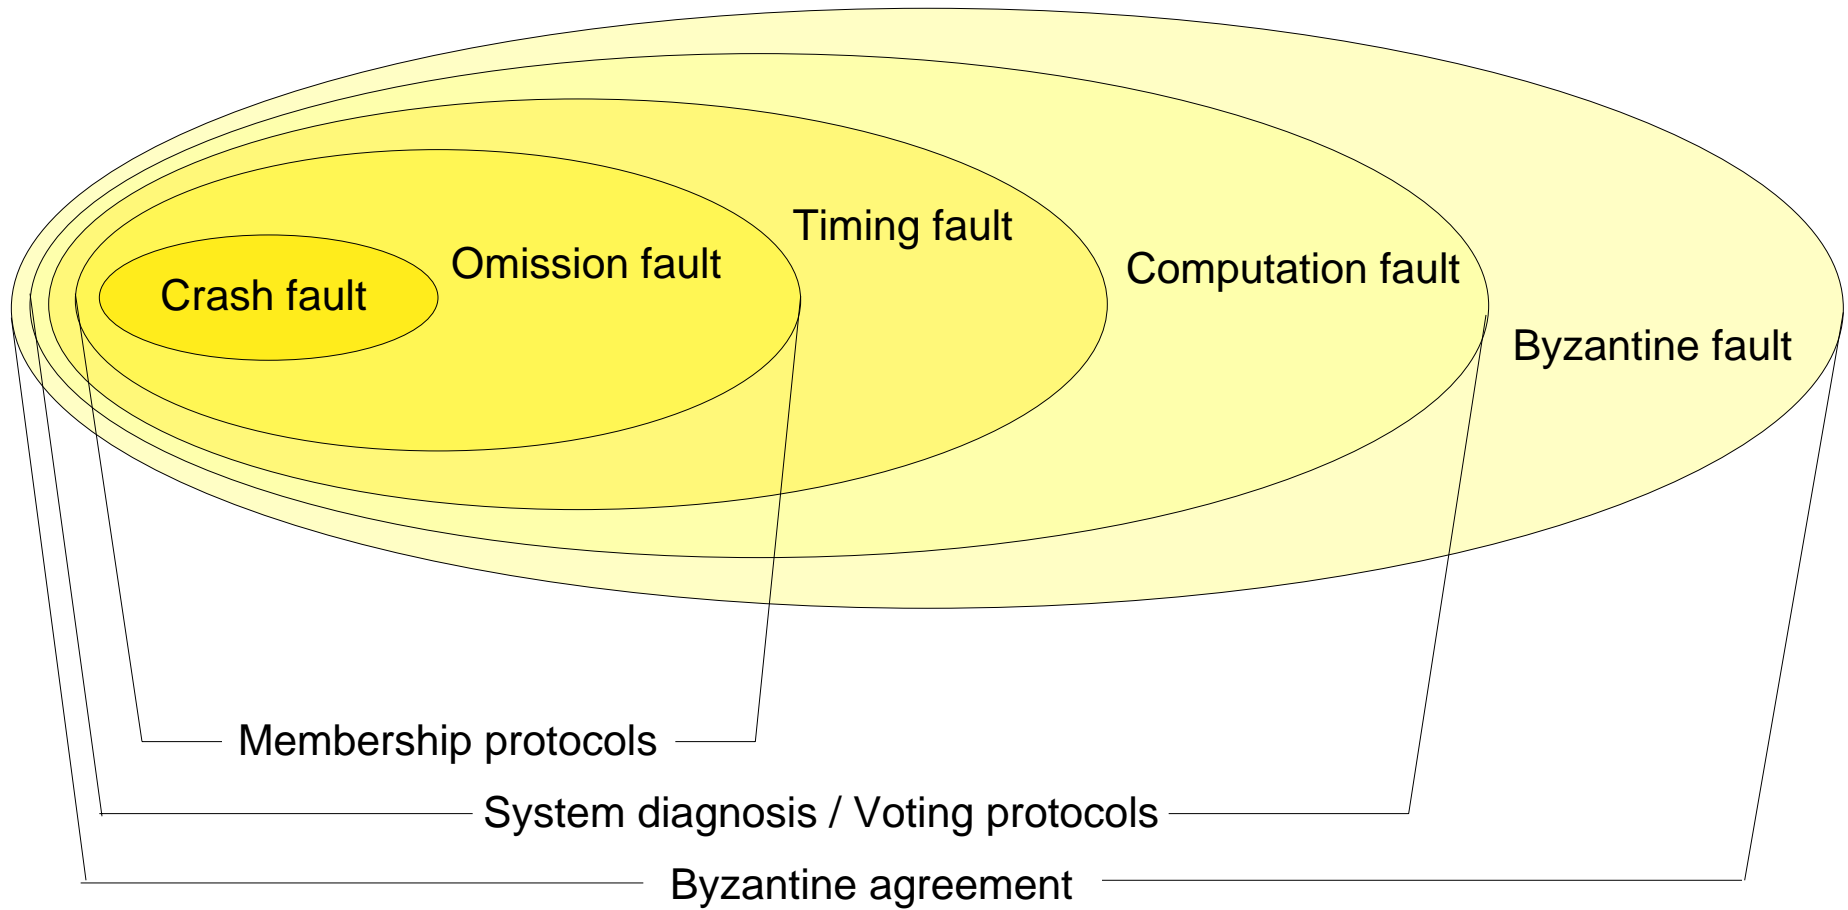 Timing fault
Omission fault
Computation fault
Crash fault
Byzantine fault
Membership protocols
System diagnosis / Voting protocols
Byzantine agreement